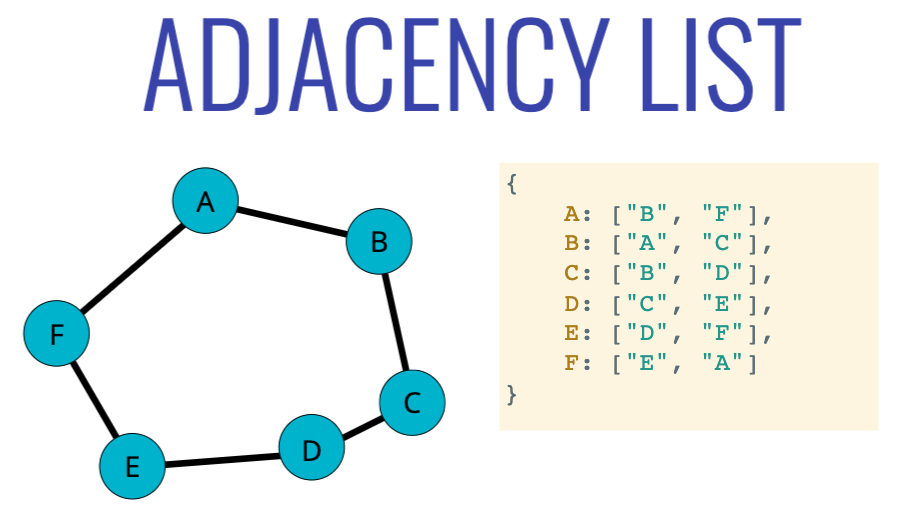 ADJACENCY LIST
A
B
F
C
D
E
{
    A: ["B", "F"],
    B: ["A", "C"],
    C: ["B", "D"],
    D: ["C", "E"],
    E: ["D", "F"],
    F: ["E", "A"]
}